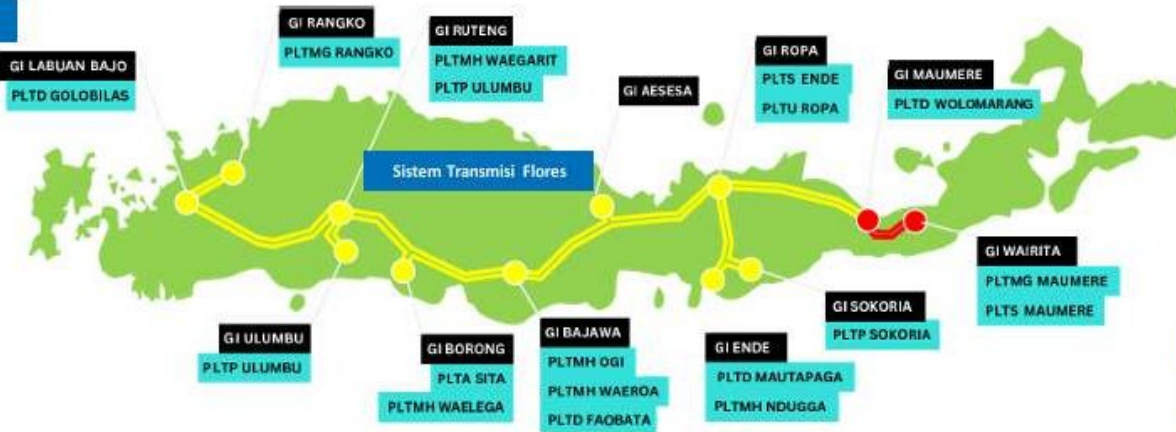 GI LABUAN BAJO
PLTD GOLOBILAS
GI RANGKO
PLTMG RANGKO
GI RUTENG
PLTMH WAEGARIT
PLTP ULUMBU
GI AESESA
GI ROPA
PLTS ENDE
PLTU ROPA
GI MAUMERE
PLTD WOLOMARANG
Sistem Transmisi Flores
GI ULUMBU
PLTP ULUMBU
GI BORONG
PLTA SITA
PLTMH WAELEGA
GI BAJAWA
PLTMH OGI
PLTMH WAEROA
PLTD FAOBATA
GI ENDE
PLTD MAUTAPAGA
PLTMH NDUGGA
GI SOKORIA
PLTP SOKORIA
GI WAIRITA
PLTMG MAUMERE
PLTS MAUMERE